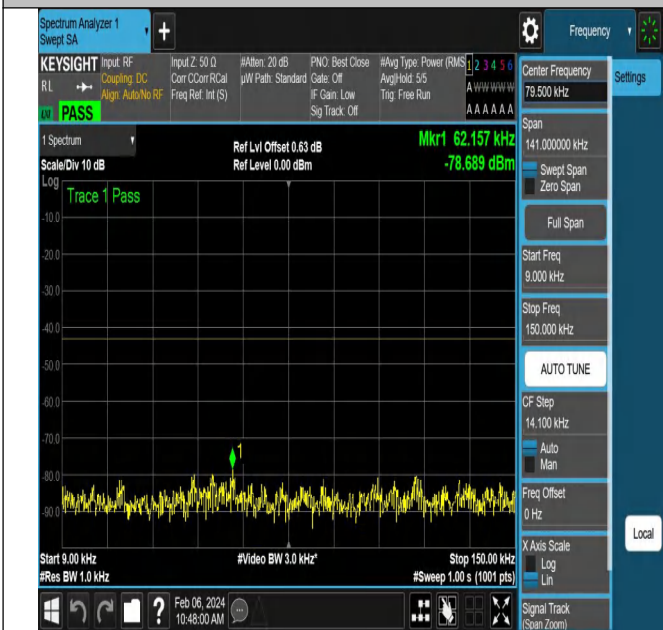 Spectrum Analyzer 1
Swept SA
+
Frequency
KEYSIGHT
RL
LXI
PASS
Input: RF
Coupling: DC
Align: Auto/No RF
Input Z: 50 Ω
Corr CCorr RCal
Freq Ref: Int (S)
#Atten: 20 dB
µW Path: Standard
PNO: Best Close
Gate: Off
IF Gain: Low
Sig Track: Off
#Avg Type: Power (RMS
Avg|Hold: 5/5
Trig: Free Run
1 2 3 4 5 6
A W W W W W
A A A A A A
Center Frequency
79.500 kHz
Settings
Span
141.000000 kHz
Swept Span
Zero Span
Full Span
Start Freq
9.000 kHz
Stop Freq
150.000 kHz
AUTO TUNE
CF Step
14.100 kHz
Auto
Man
Freq Offset
0 Hz
X Axis Scale
Log
Lin
Local
Signal Track
(Span Zoom)
1 Spectrum
Scale/Div 10 dB
Ref Lvl Offset 0.63 dB
Ref Level 0.00 dBm
Mkr1 62.157 kHz
-78.689 dBm
Log
Trace 1 Pass
-10.0
-20.0
-30.0
-40.0
-50.0
-60.0
-70.0
-80.0
-90.0
1
Start 9.00 kHz
#Res BW 1.0 kHz
#Video BW 3.0 kHz*
Stop 150.00 kHz
#Sweep 1.00 s (1001 pts)
?
Feb 06, 2024
10:48:00 AM